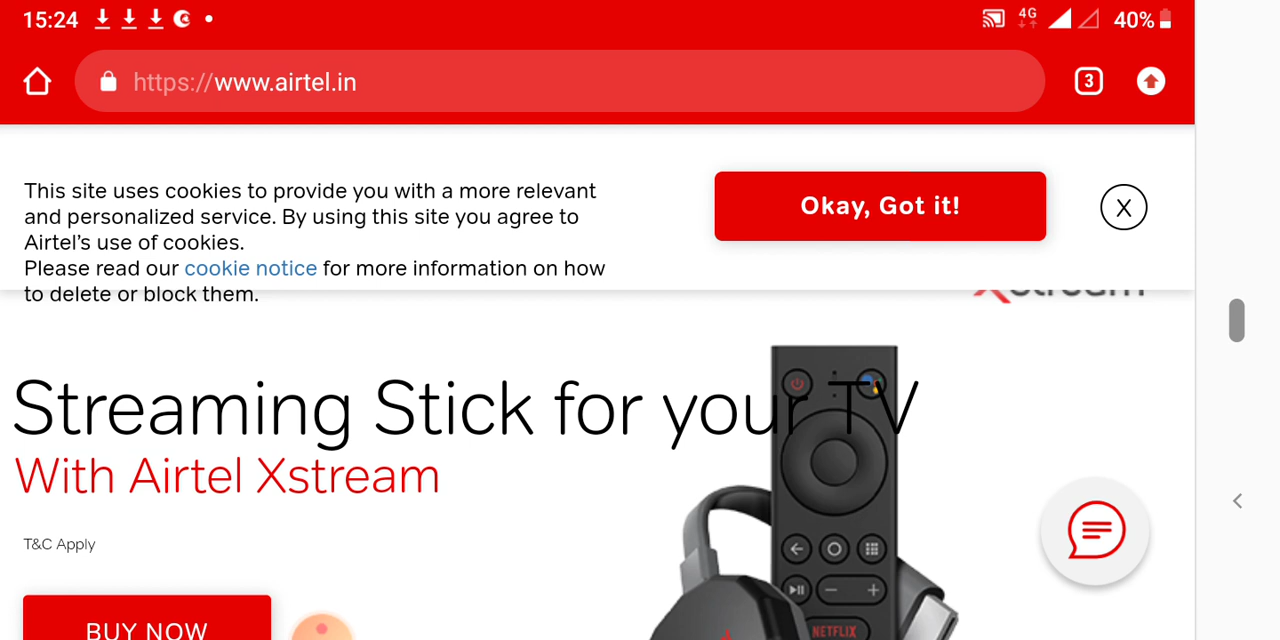 15:24
4G
40%
https://www.airtel.in
3
This site uses cookies to provide you with a more relevant
and personalized service. By using this site you agree to
Airtel's use of cookies.
Please read our cookie notice for more information on how
to delete or block them.
Okay, Got it!
X
Xstream
Streaming Stick for your TV
With Airtel Xstream
T&C Apply
BUY NOW
NETFLIX